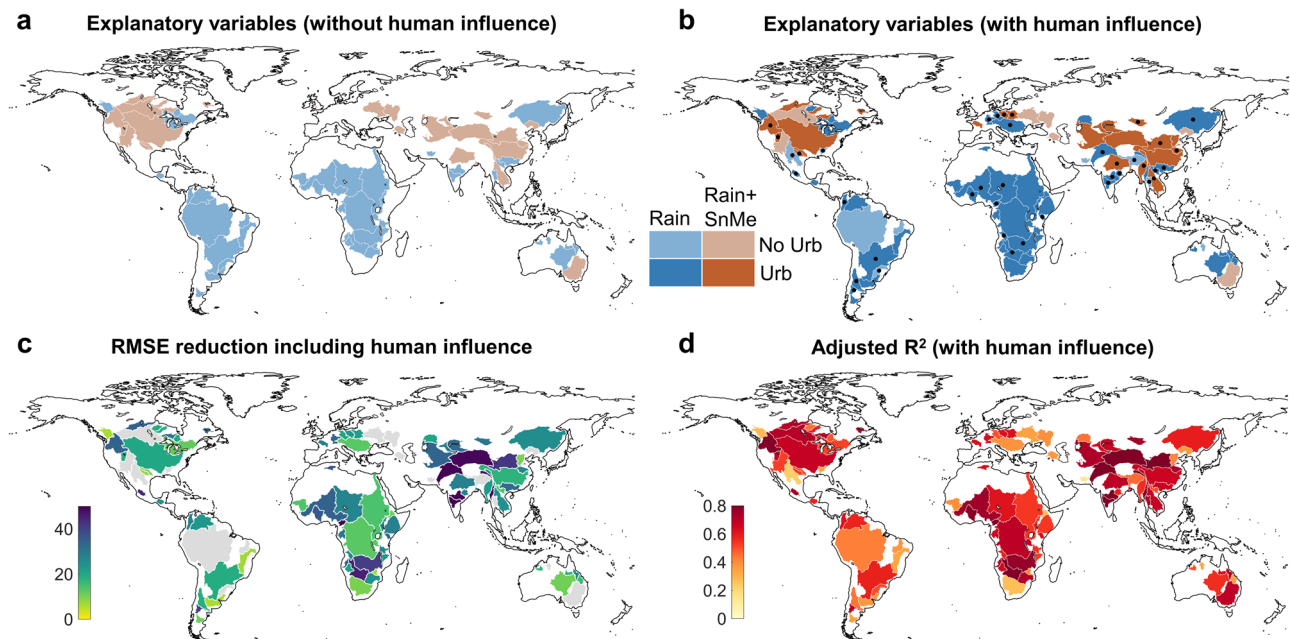 a Explanatory variables (without human influence)
b Explanatory variables (with human influence)
Rain Rain+
SnMe
No Urb
Urb
c RMSE reduction including human influence
40
20
0
d Adjusted R² (with human influence)
0.8
0.6
0.4
0.2
0